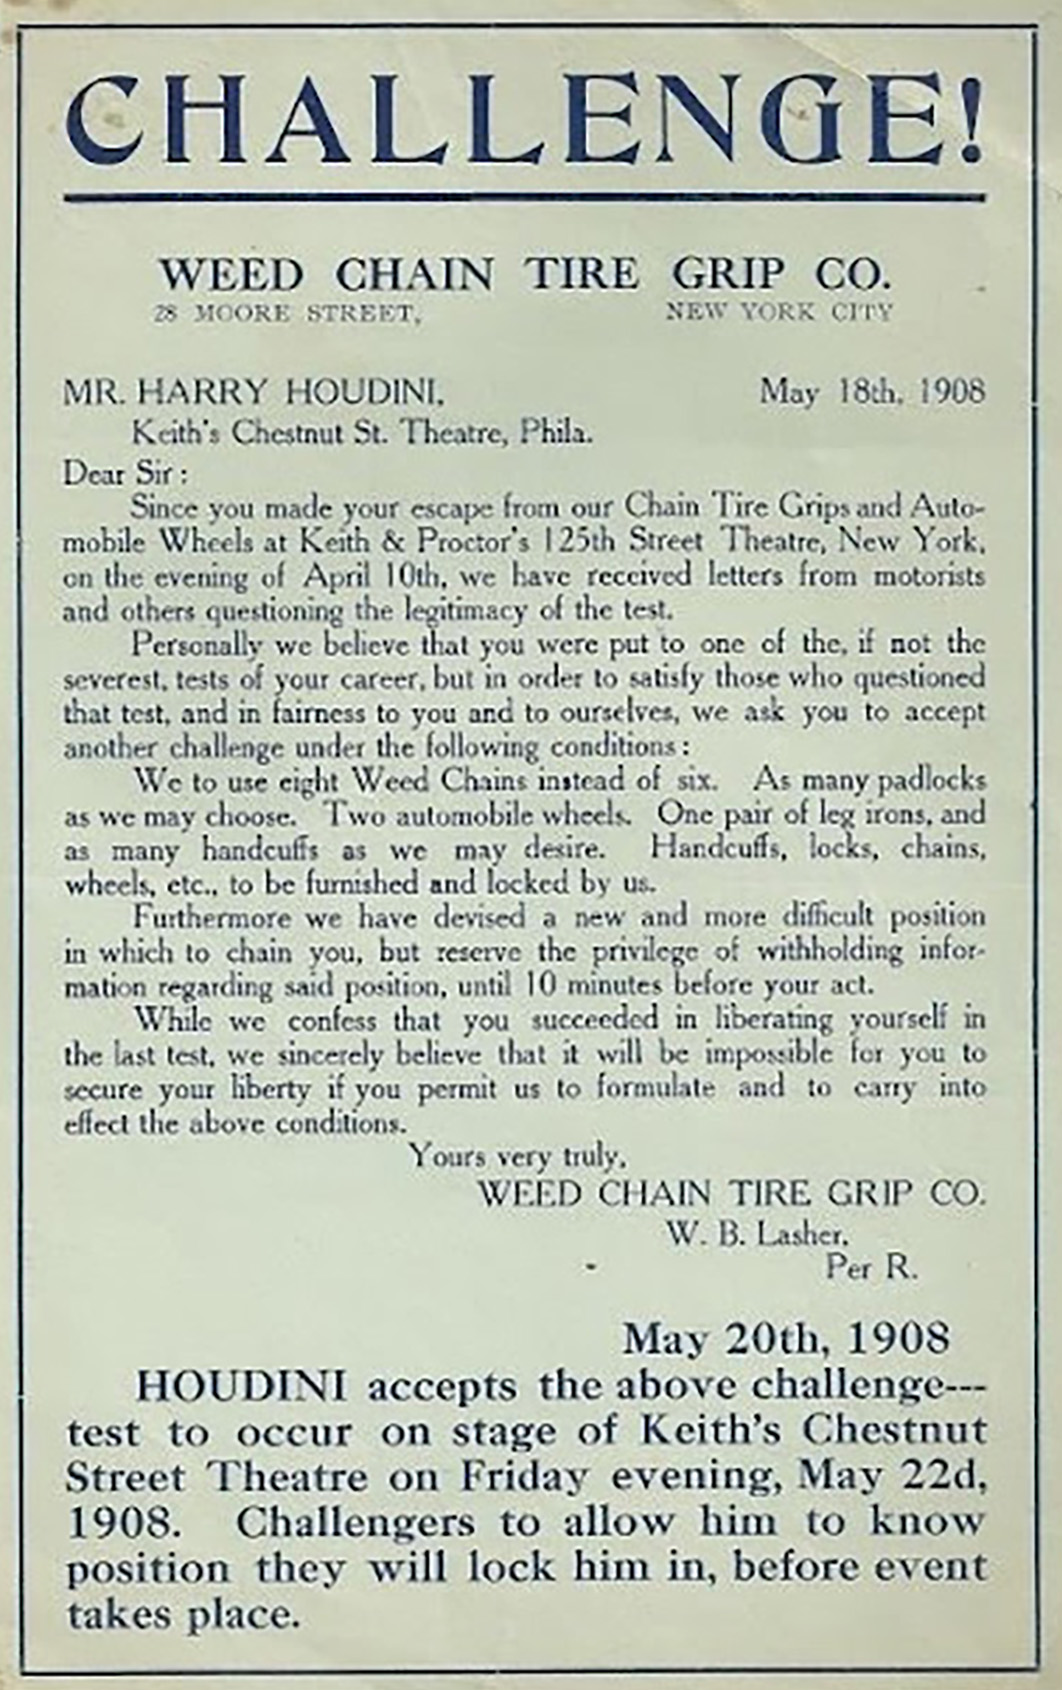 CHALLENGE!
WEED CHAIN TIRE GRIP CO.
28 MOORE STREET, NEW YORK CITY
MR. HARRY HOUDINI, May 18th, 1908
Keith's Chestnut St. Theatre, Phila.
Dear Sir:
Since you made your escape from our Chain Tire Grips and Auto-
mobile Wheels at Keith & Proctor's 125th Street Theatre, New York,
on the evening of April 10th, we have received letters from motorists
and others questioning the legitimacy of the test.
Personally we believe that you were put to one of the, if not the
severest, tests of your career, but in order to satisfy those who questioned
that test, and in fairness to you and to ourselves, we ask you to accept
another challenge under the following conditions:
We to use eight Weed Chains instead of six. As many padlocks
as we may choose. Two automobile wheels. One pair of leg irons, and
as many handcuffs as we may desire. Handcuffs, locks, chains,
wheels, etc., to be furnished and locked by us.
Furthermore we have devised a new and more difficult position
in which to chain you, but reserve the privilege of withholding infor-
mation regarding said position, until 10 minutes before your act.
While we confess that you succeeded in liberating yourself in
the last test, we sincerely believe that it will be impossible for you to
secure your liberty if you permit us to formulate and to carry into
effect the above conditions.
Yours very truly,
WEED CHAIN TIRE GRIP CO.
W. B. Lasher,
Per R.
May 20th, 1908
HOUDINI accepts the above challenge---
test to occur on stage of Keith's Chestnut
Street Theatre on Friday evening, May 22d,
1908. Challengers to allow him to know
position they will lock him in, before event
takes place.